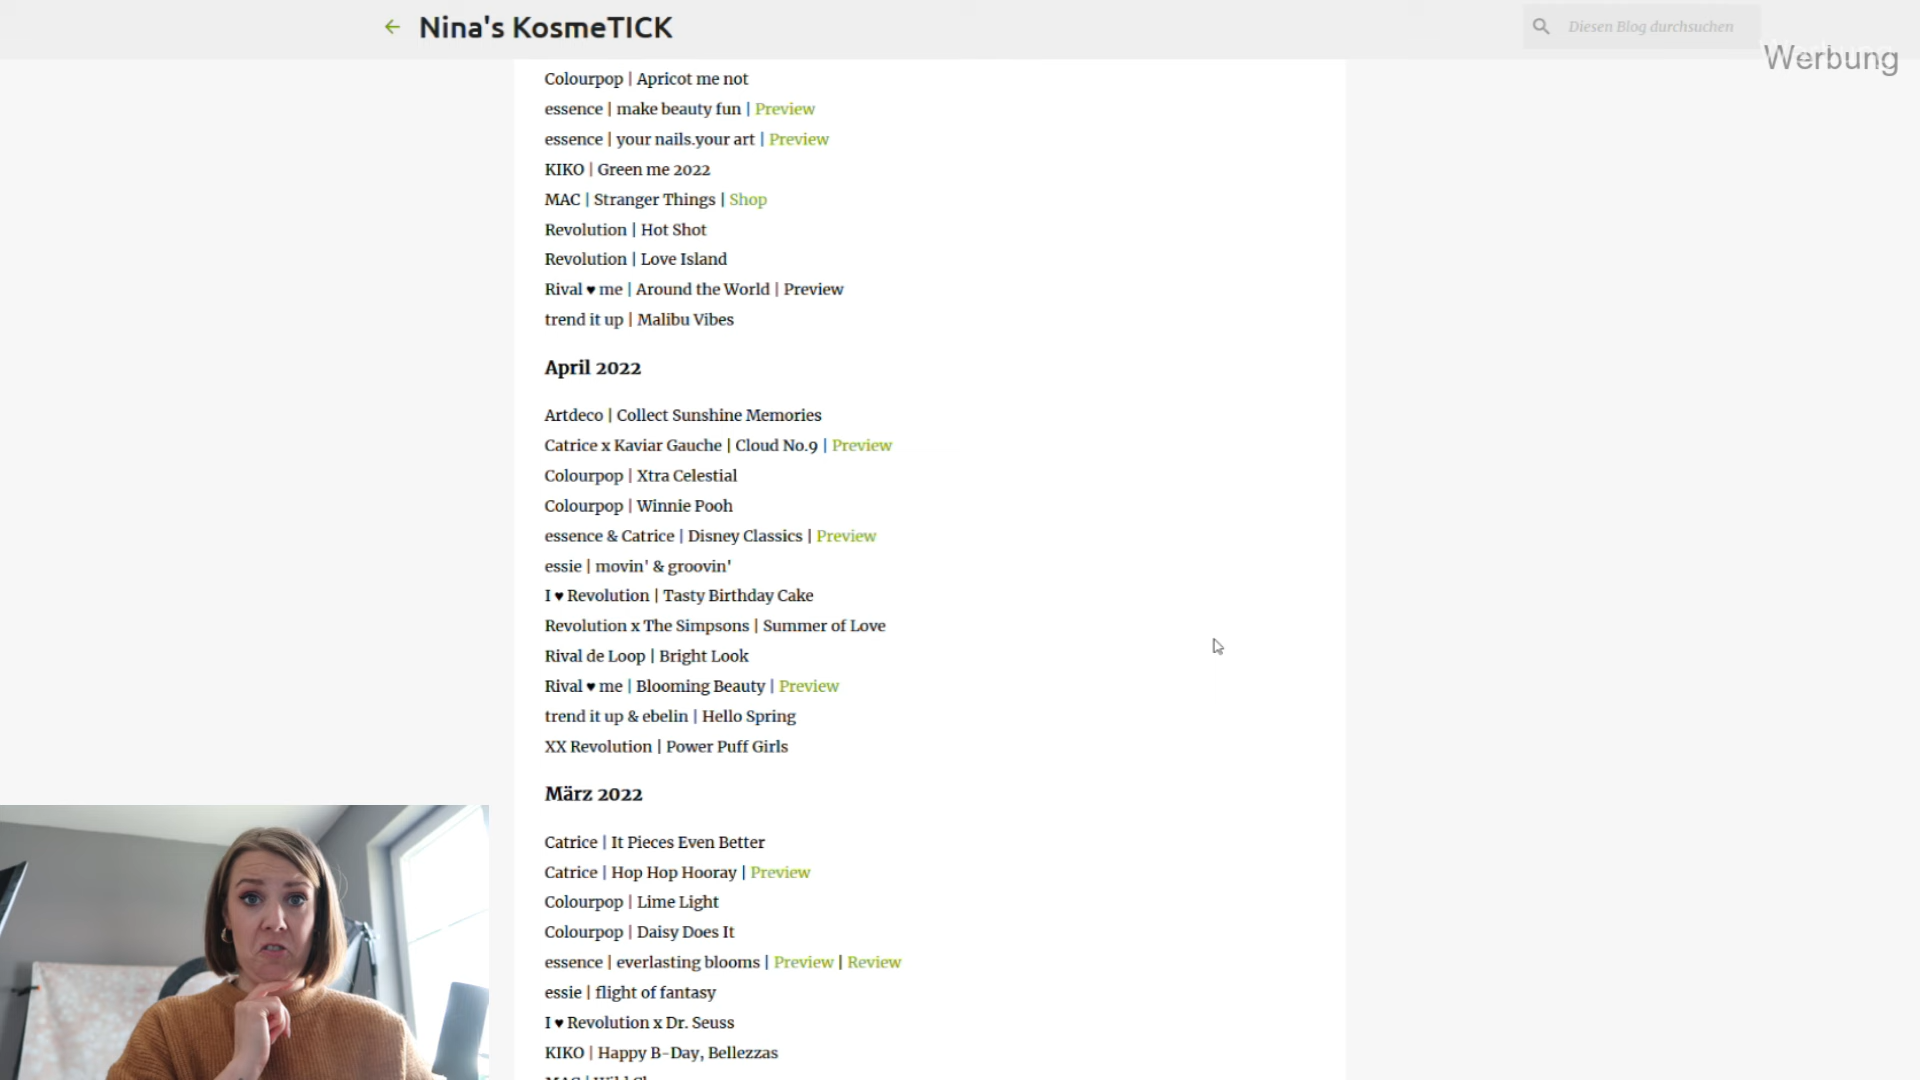 Nina's KosmeTICK
Diesen Blog durchsuchen
Werbung
Colourpop | Apricot me not
essence | make beauty fun | Preview
essence | your nails.your art | Preview
KIKO | Green me 2022
MAC | Stranger Things | Shop
Revolution | Hot Shot
Revolution | Love Island
Rival ♥ me | Around the World | Preview
trend it up | Malibu Vibes
April 2022
Artdeco | Collect Sunshine Memories
Catrice x Kaviar Gauche | Cloud No.9 | Preview
Colourpop | Xtra Celestial
Colourpop | Winnie Pooh
essence & Catrice | Disney Classics | Preview
essie | movin' & groovin'
I ♥ Revolution | Tasty Birthday Cake
Revolution x The Simpsons | Summer of Love
Rival de Loop | Bright Look
Rival ♥ me | Blooming Beauty | Preview
trend it up & ebelin | Hello Spring
XX Revolution | Power Puff Girls
März 2022
Catrice | It Pieces Even Better
Catrice | Hop Hop Hooray | Preview
Colourpop | Lime Light
Colourpop | Daisy Does It
essence | everlasting blooms | Preview | Review
essie | flight of fantasy
I ♥ Revolution x Dr. Seuss
KIKO | Happy B-Day, Bellezzas